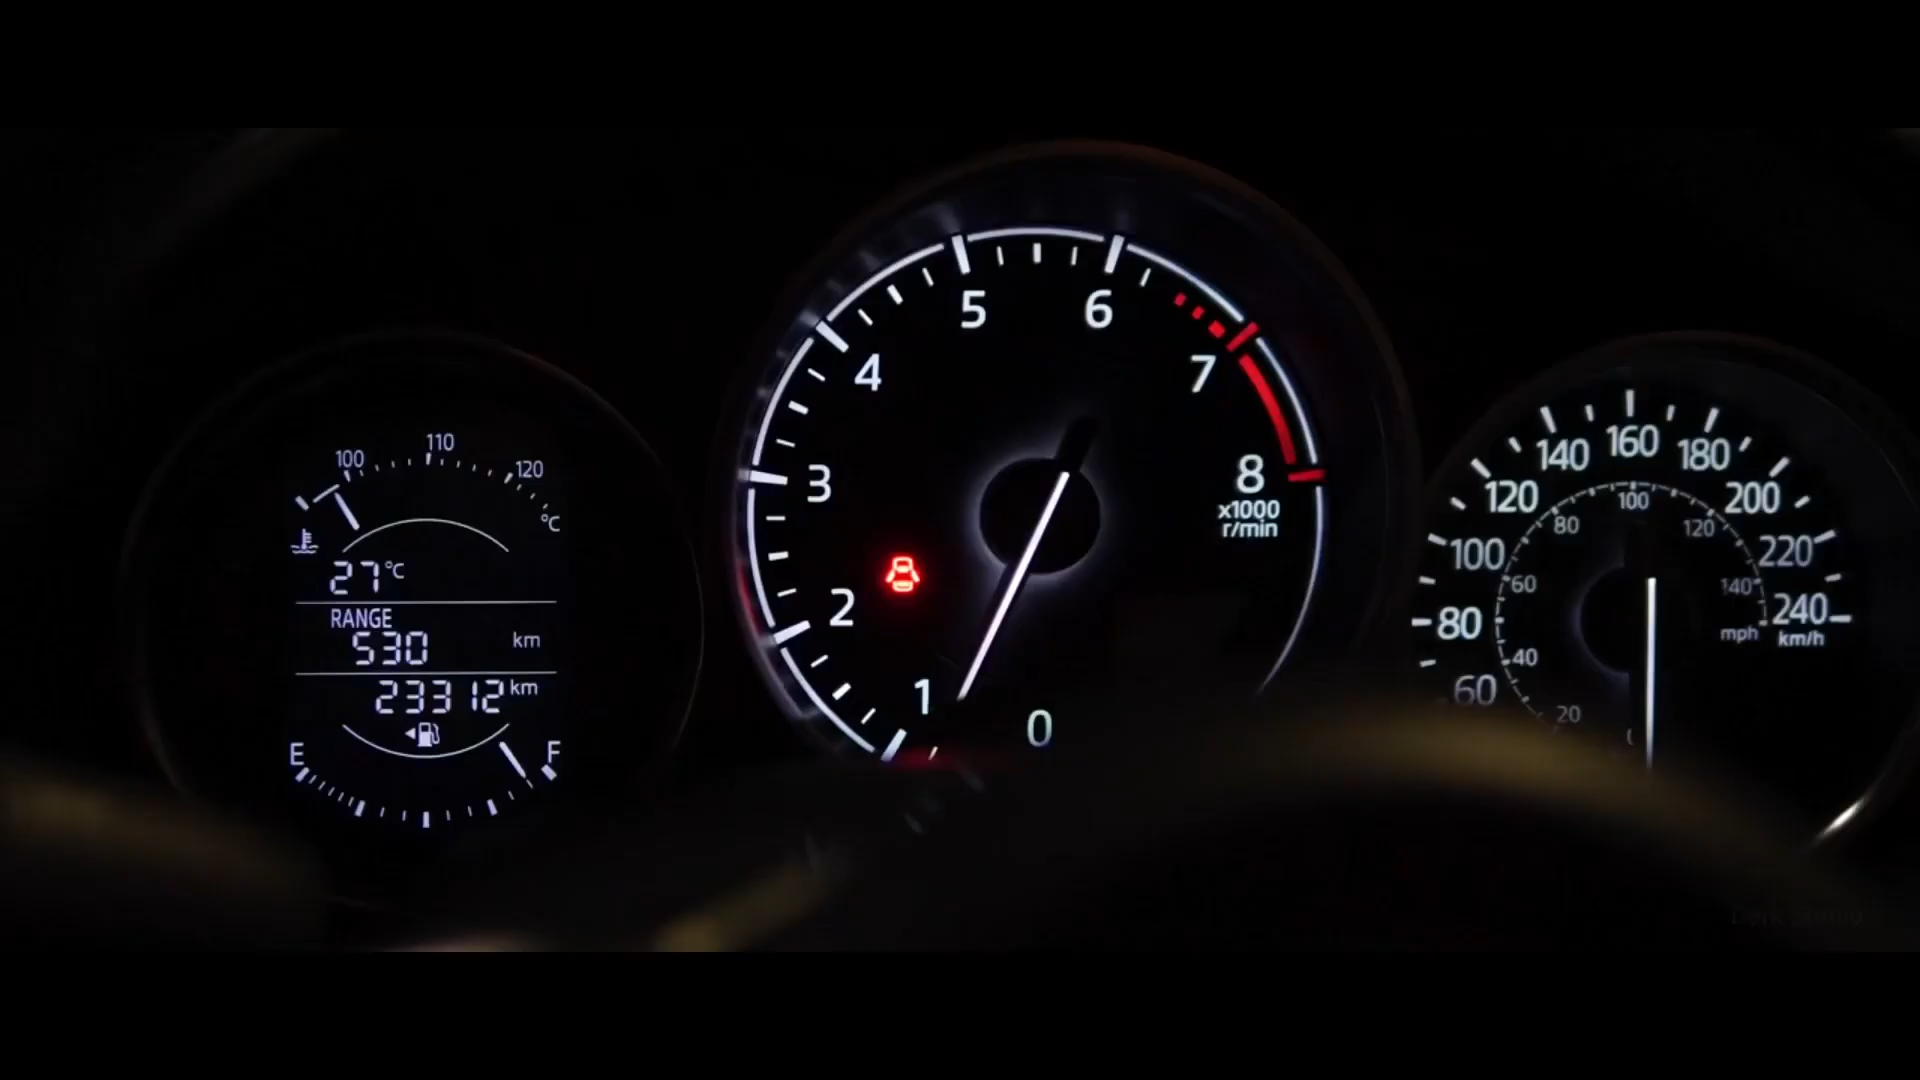 100 110 120
°C
27°C
RANGE
530 km
23312 km
E F
0 1 2 3 4 5 6 7 8
x1000
r/min
60 80 100 120 140 160 180 200 220 240
km/h
20 40 60 80 100 120 140
mph